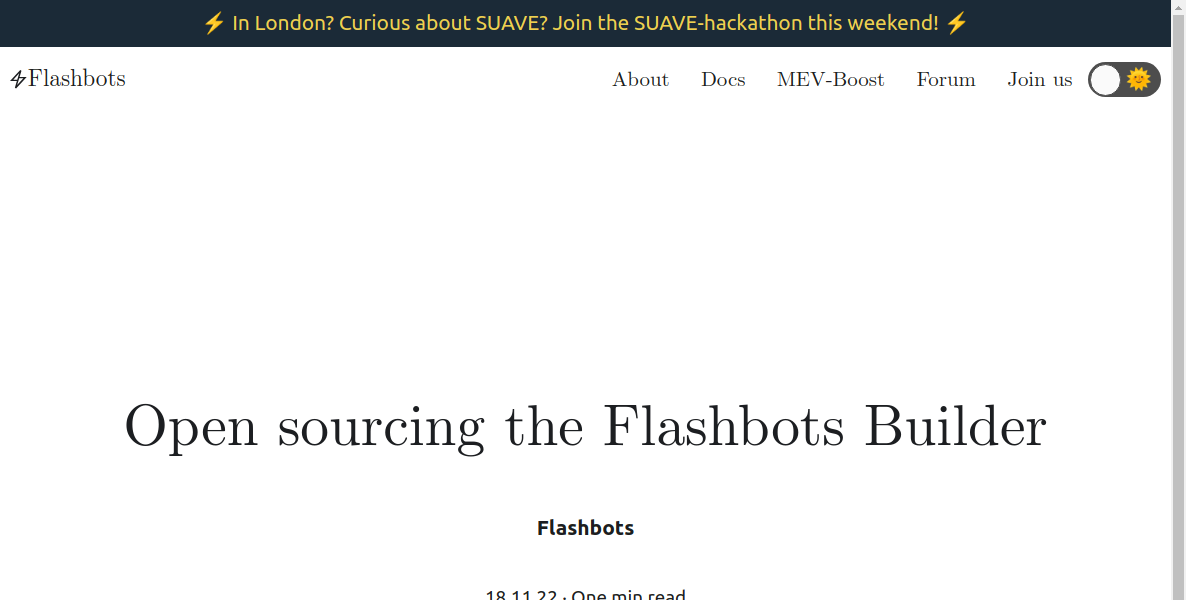 ⚡ In London? Curious about SUAVE? Join the SUAVE-hackathon this weekend! ⚡
Flashbots
About Docs MEV-Boost Forum Join us
Open sourcing the Flashbots Builder
Flashbots
18.11.22 · One min read